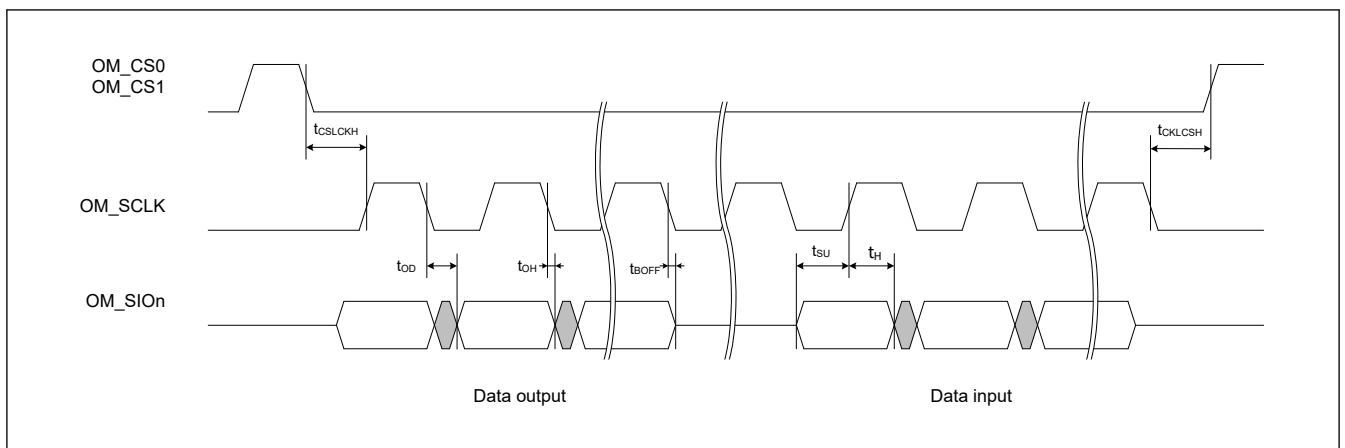 OM_CS0
OM_CS1
tCSLCKH
tCKLCSH
OM_SCLK
tOD
tOH
tBOFF
tSU
tH
OM_SIOn
Data output
Data input